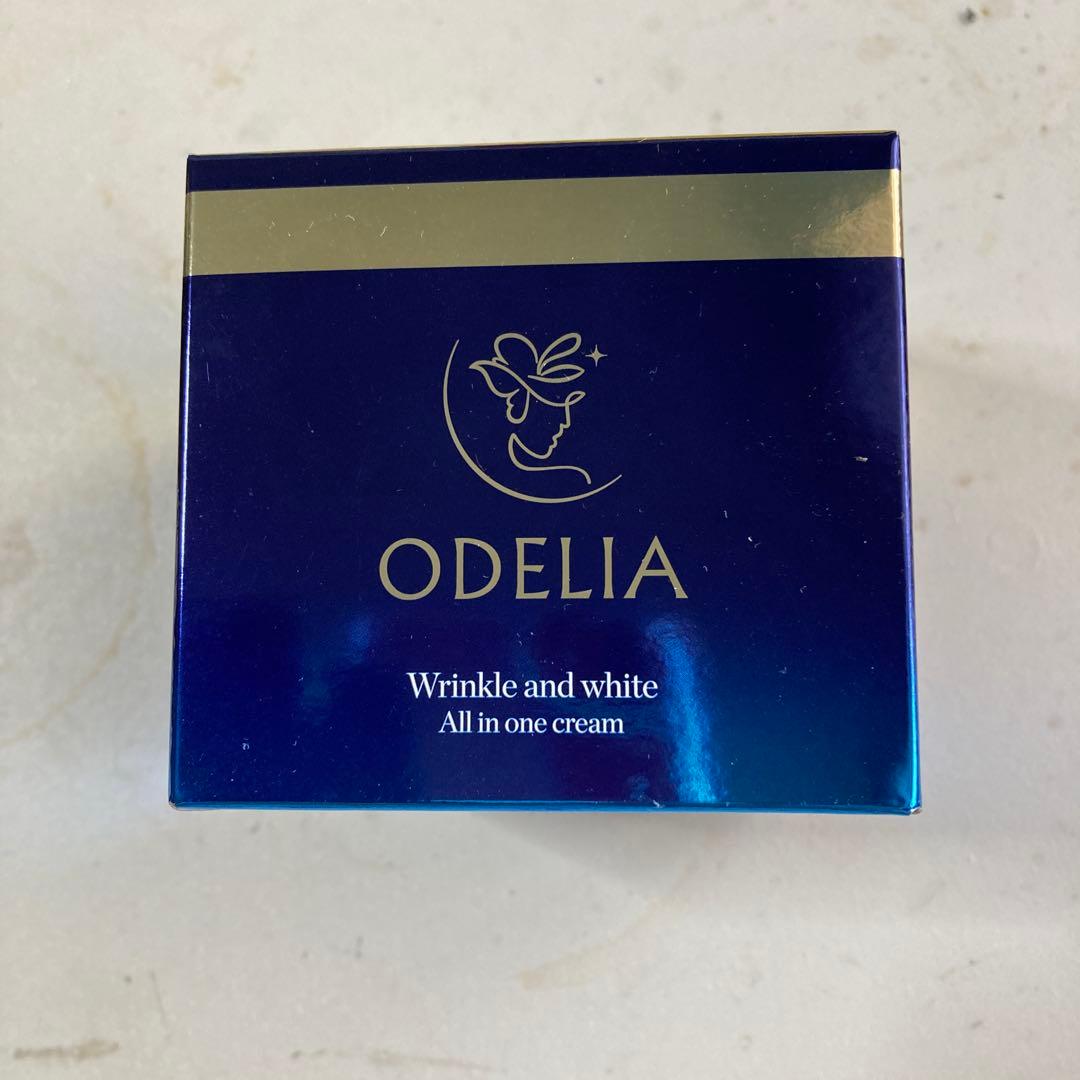 ODELIA
Wrinkle and white
All in one cream